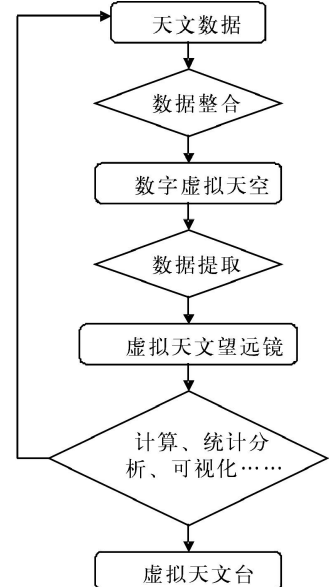 天文数据
数据整合
数字虚拟天空
数据提取
虚拟天文望远镜
计算、统计分
析、可视化……
虚拟天文台